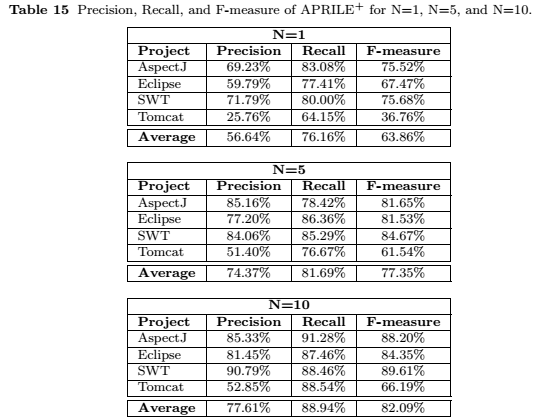 Table 15 Precision, Recall, and F-measure of APRILE+ for N=1, N=5, and N=10.
N=1
Project Precision Recall F-measure
AspectJ 69.23% 83.08% 75.52%
Eclipse 59.79% 77.41% 67.47%
SWT 71.79% 80.00% 75.68%
Tomcat 25.76% 64.15% 36.76%
Average 56.64% 76.16% 63.86%
N=5
Project Precision Recall F-measure
AspectJ 85.16% 78.42% 81.65%
Eclipse 77.20% 86.36% 81.53%
SWT 84.06% 85.29% 84.67%
Tomcat 51.40% 76.67% 61.54%
Average 74.37% 81.69% 77.35%
N=10
Project Precision Recall F-measure
AspectJ 85.33% 91.28% 88.20%
Eclipse 81.45% 87.46% 84.35%
SWT 90.79% 88.46% 89.61%
Tomcat 52.85% 88.54% 66.19%
Average 77.61% 88.94% 82.09%